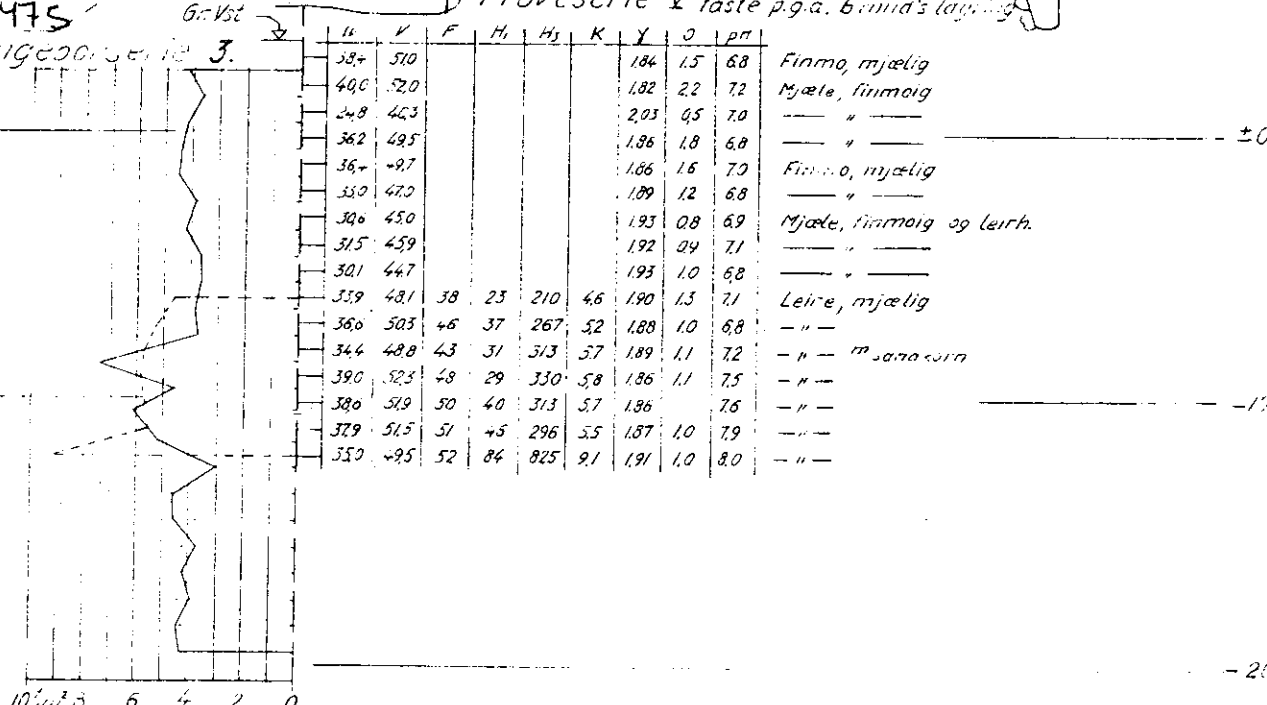 475
Gr.Vst
Prøveserie
3.
W V F H₁ H₃ K γ O pH
38,4 51,0 1.84 1.5 6.8 Finmo, mjælig
40,0 52,0 1.82 2.2 7.2 Mjæle, finmoig
24,8 46,3 2,03 0,5 7.0 — " —
36,2 49,5 1.86 1.8 6,8 — " —
36,4 49,7 1.86 1.6 7,0 Finmo, mjælig
33,0 47,0 1.89 1.2 6.8 — " —
30,6 45,0 1.93 0.8 6.9 Mjæle, finmoig og leirh.
31.5 45,9 1.92 0.9 7.1 — " —
30.1 44.7 1.93 1.0 6,8 — " —
33,9 48,1 38 23 210 4,6 1.90 1.3 7.1 Leire, mjælig
36,0 50,3 46 37 267 5,2 1.88 1.0 6,8 — " —
34,4 48,8 43 31 313 5.7 1.89 1.1 7.2 — " — m sandkorn
39,0 52,3 48 29 330 5,8 1.86 1.1 7.5 — " —
38,6 51,9 50 40 313 5.7 1.86 7.6 — " —
37,9 51,5 51 45 296 5,5 1.87 1.0 7.9 — " —
35,0 49,5 52 84 825 9.1 1.91 1.0 8.0 — " —
±0
6 4 2 0